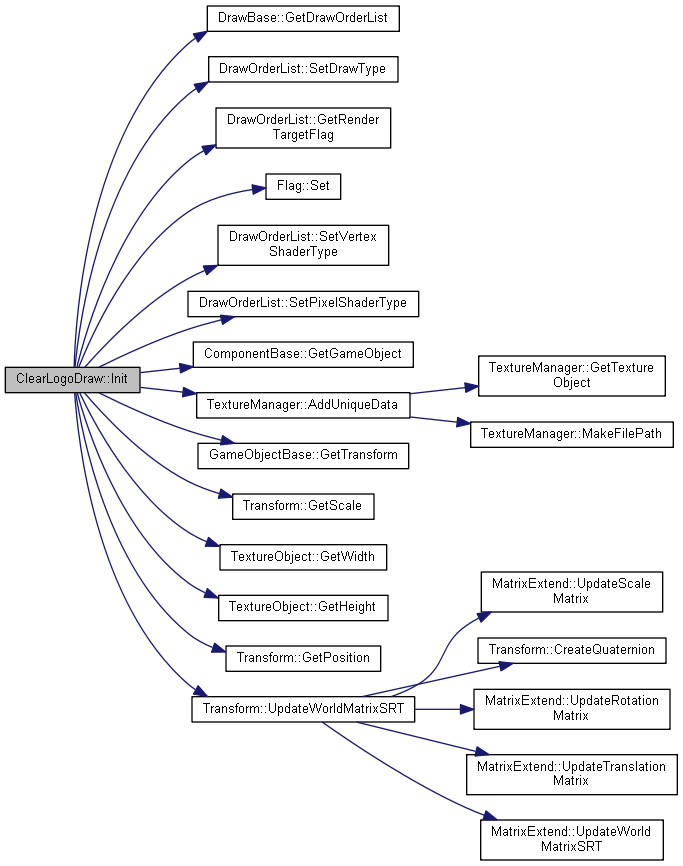 DrawBase::GetDrawOrderList
DrawOrderList::SetDrawType
DrawOrderList::GetRender
TargetFlag
Flag::Set
DrawOrderList::SetVertex
ShaderType
DrawOrderList::SetPixelShaderType
ComponentBase::GetGameObject
ClearLogoDraw::Init
TextureManager::AddUniqueData
TextureManager::GetTexture
Object
TextureManager::MakeFilePath
GameObjectBase::GetTransform
Transform::GetScale
TextureObject::GetWidth
TextureObject::GetHeight
Transform::GetPosition
Transform::UpdateWorldMatrixSRT
MatrixExtend::UpdateScale
Matrix
Transform::CreateQuaternion
MatrixExtend::UpdateRotation
Matrix
MatrixExtend::UpdateTranslation
Matrix
MatrixExtend::UpdateWorld
MatrixSRT